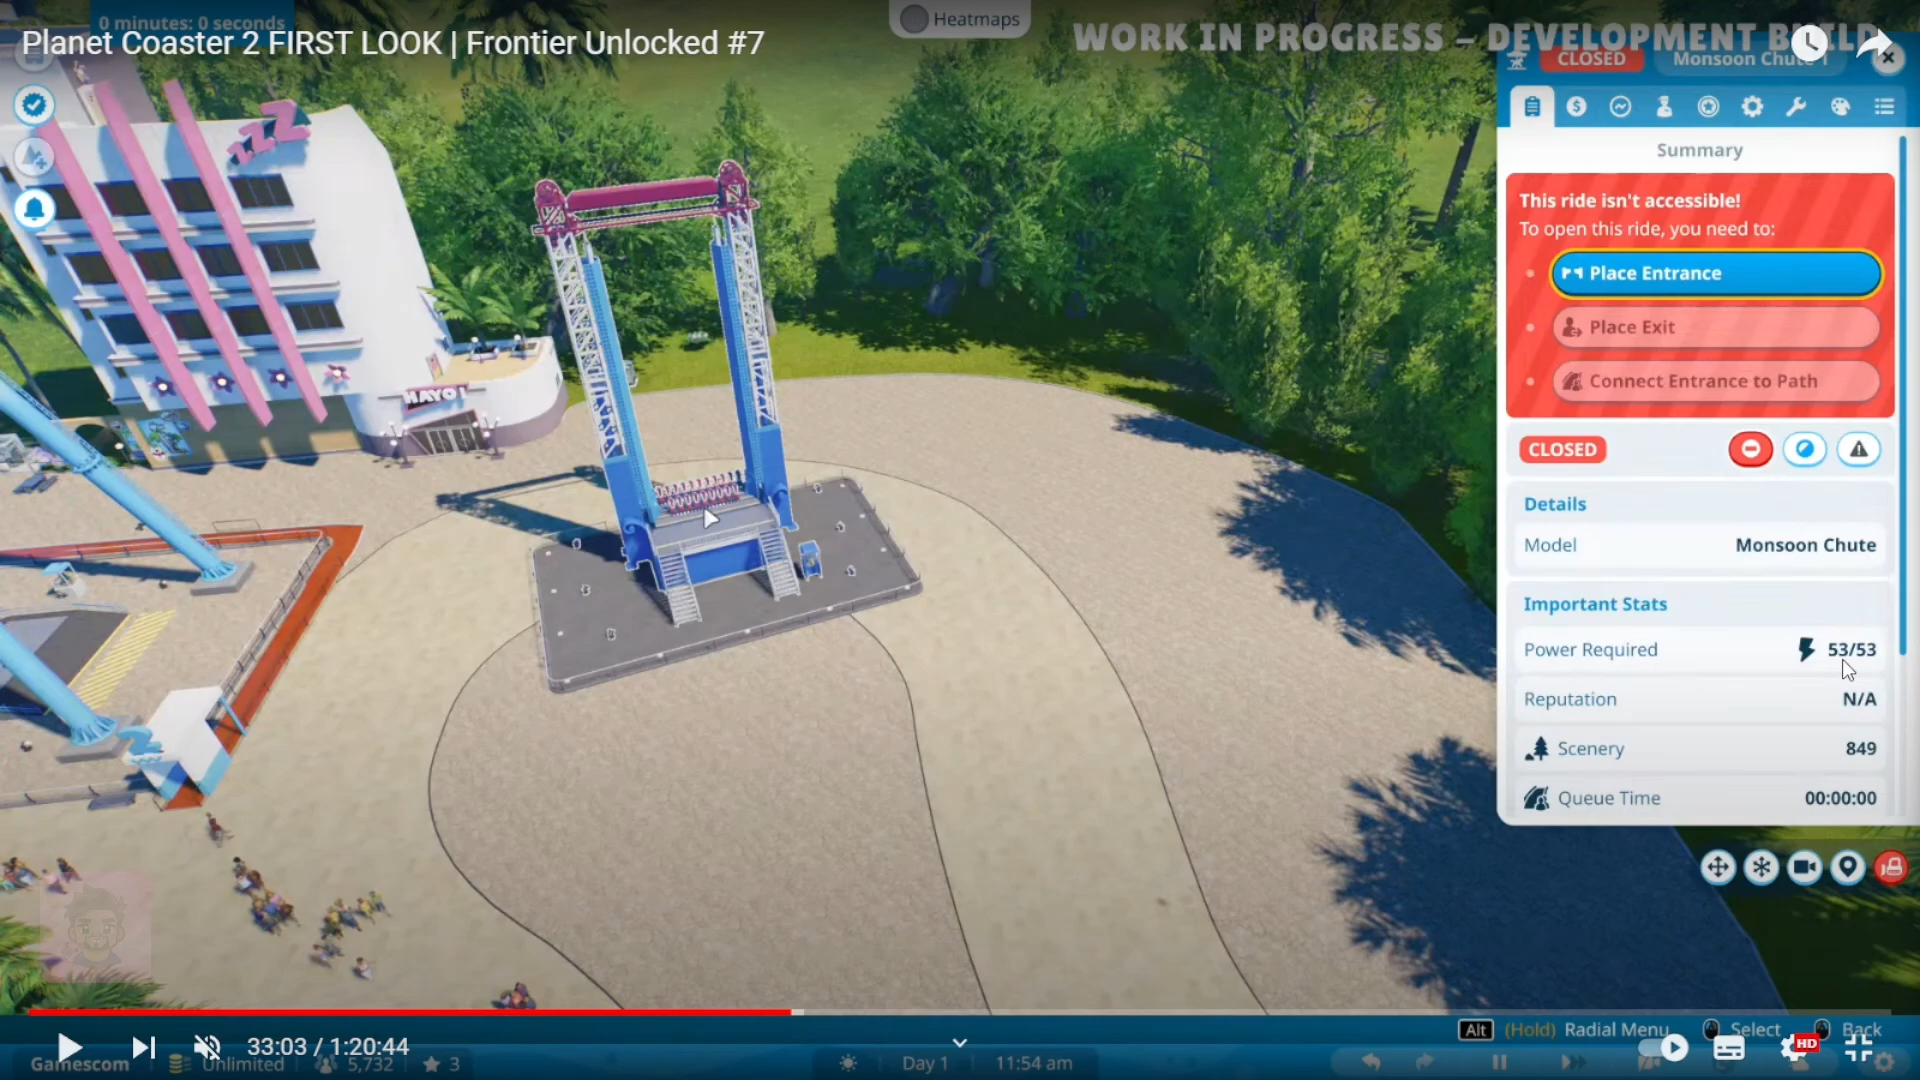 0 minutes: 0 seconds
Heatmaps
WORK IN PROGRESS – DEVELOPMENT BUILD
Planet Coaster 2 FIRST LOOK | Frontier Unlocked #7
CLOSED
Monsoon Chute 1
Summary
This ride isn't accessible!
To open this ride, you need to:
Place Entrance
Place Exit
Connect Entrance to Path
CLOSED
Details
Model Monsoon Chute
Important Stats
Power Required 53/53
Reputation N/A
Scenery 849
Queue Time 00:00:00
ZZZ
Alt (Hold) Radial Menu Select Back
33:03 / 1:20:44
HD
Gamescom Unlimited 5,732 3 Day 1 11:54 am